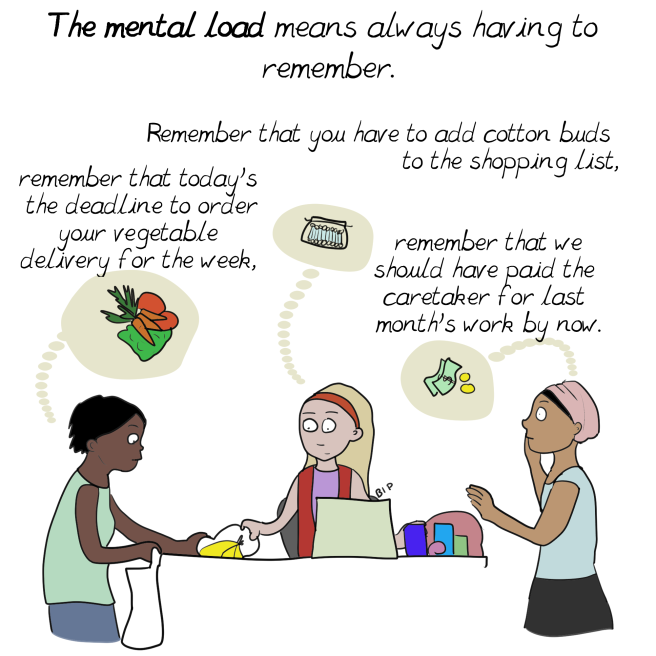 The mental load means always having to
remember.
Remember that you have to add cotton buds
to the shopping list,
remember that today's
the deadline to order
your vegetable
delivery for the week,
remember that we
should have paid the
caretaker for last
month's work by now.
BIP